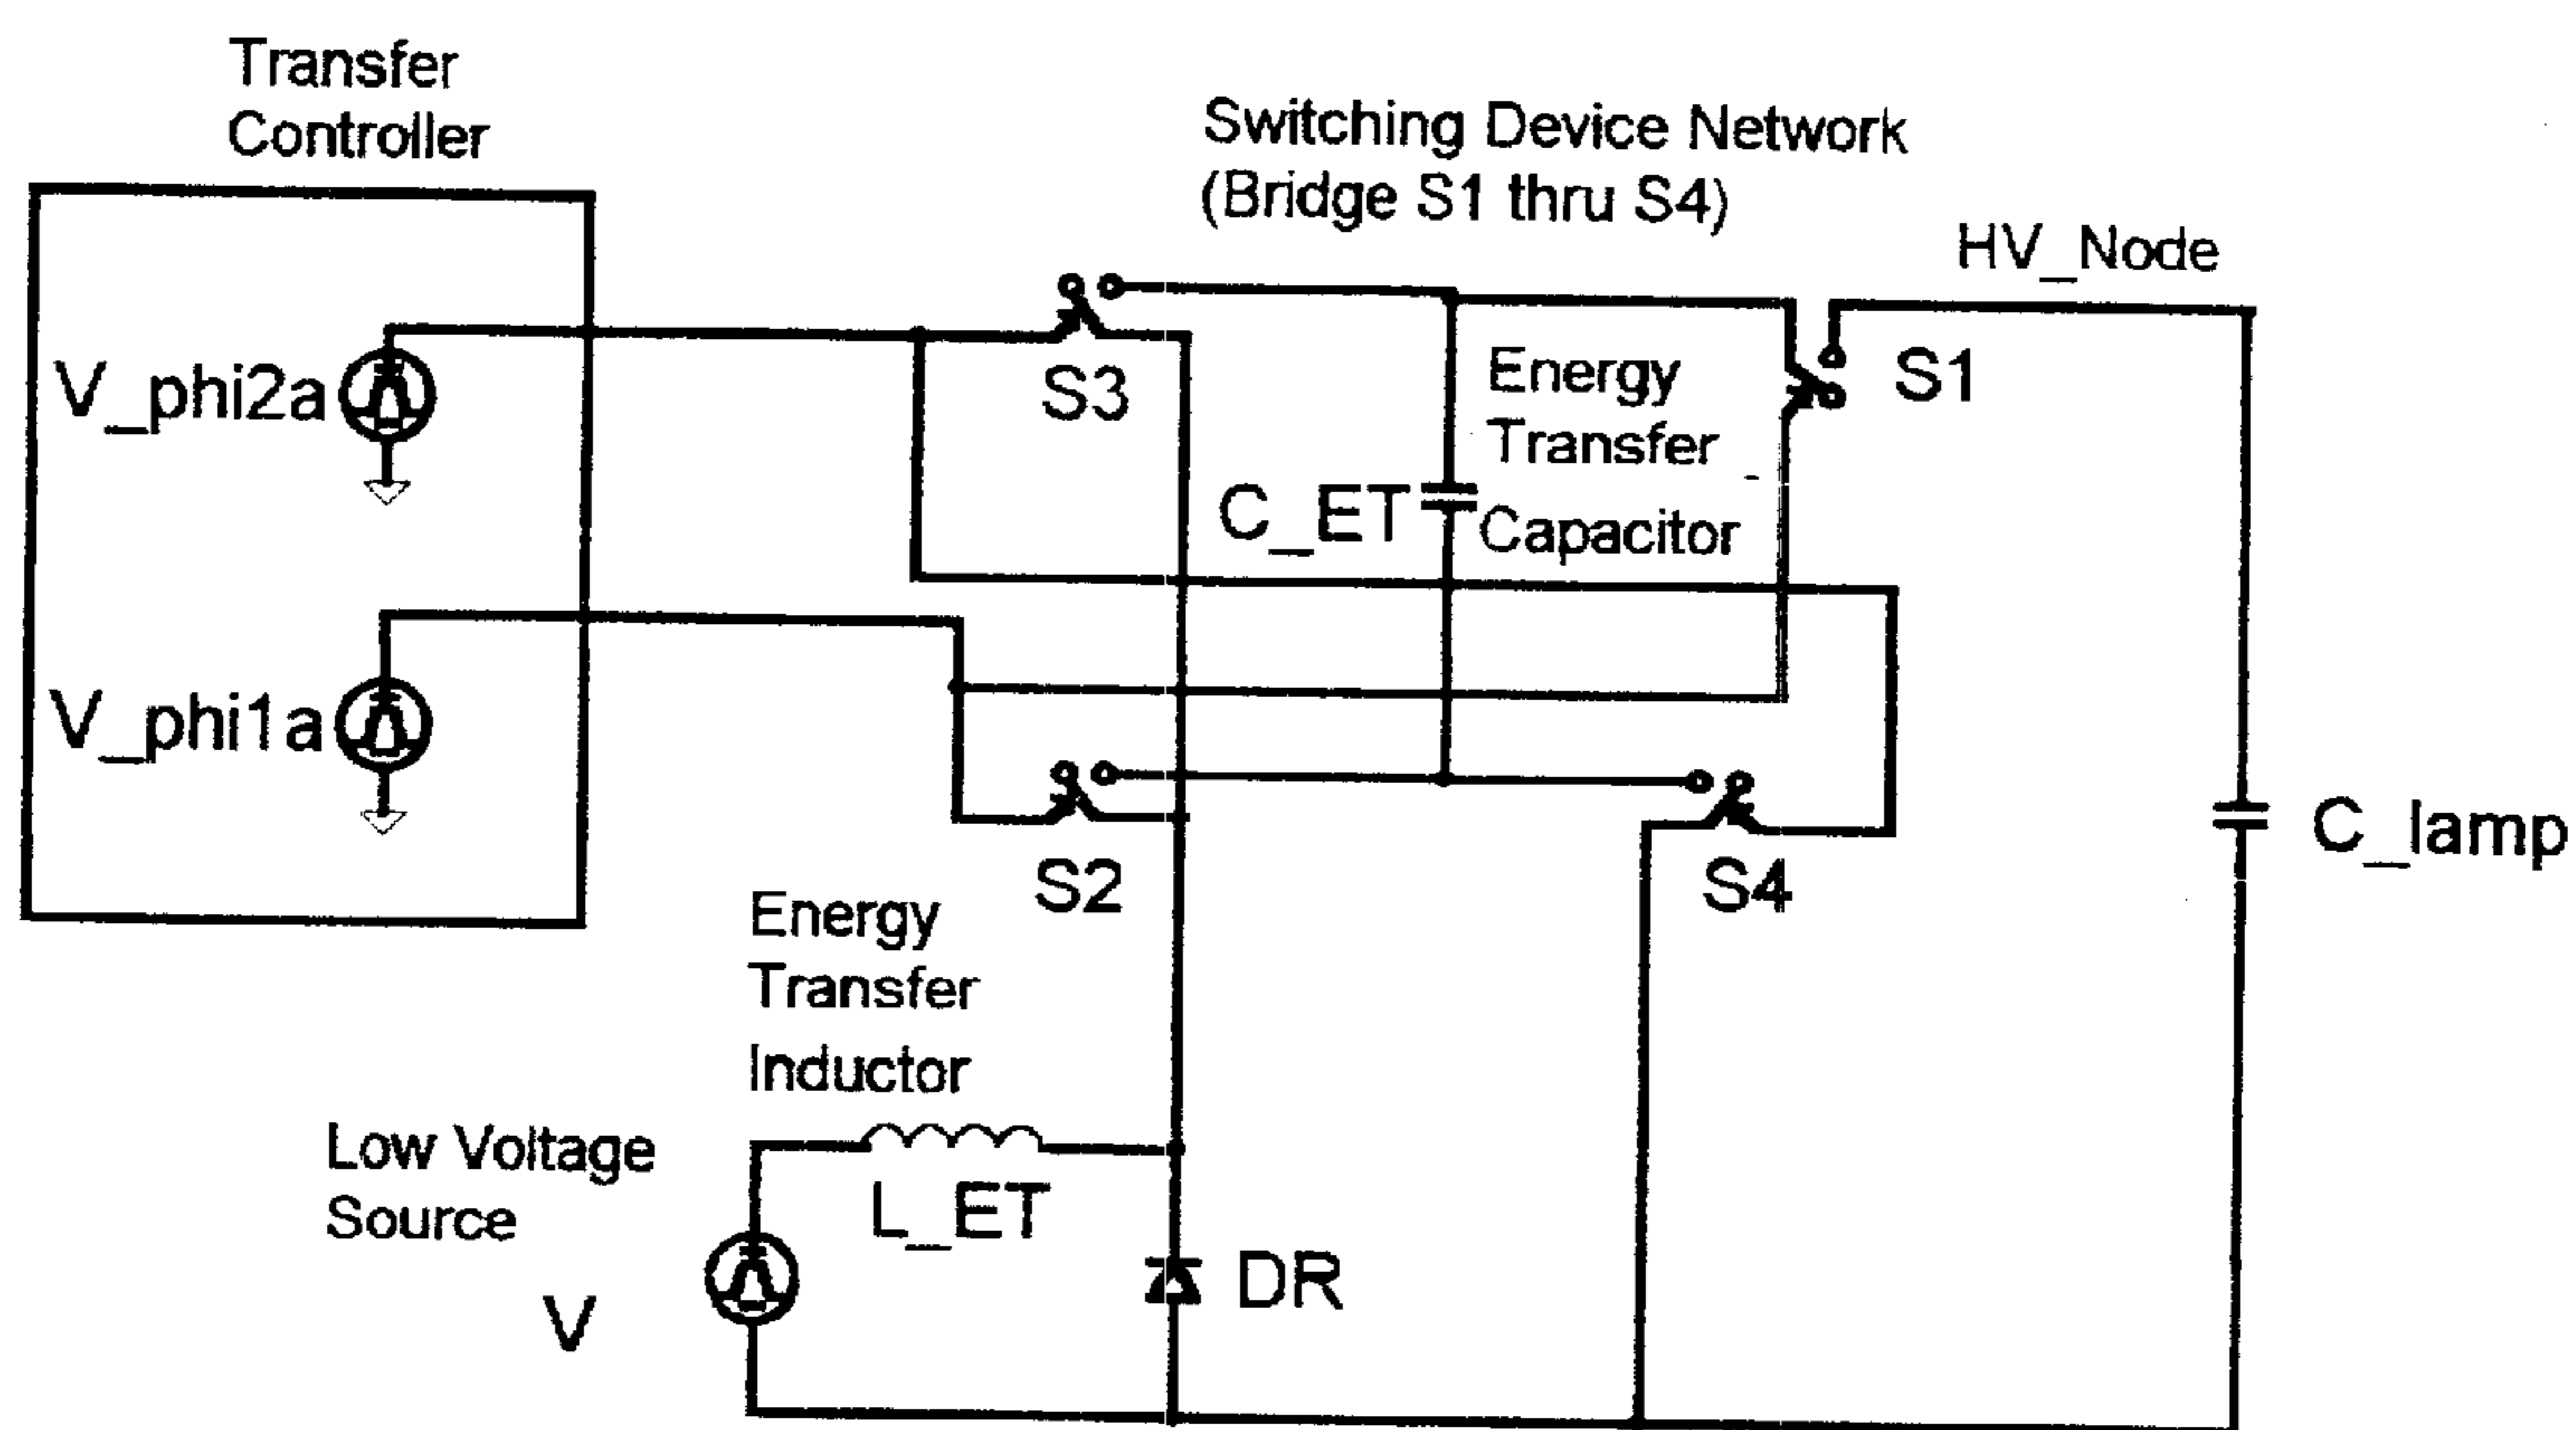 Transfer
Controller
Switching Device Network
(Bridge S1 thru S4)
HV_Node
V_phi2a
S3
Energy
Transfer
Capacitor
S1
C_ET
V_phi1a
S2
S4
C_lamp
Energy
Transfer
Inductor
Low Voltage
Source
L_ET
V
DR